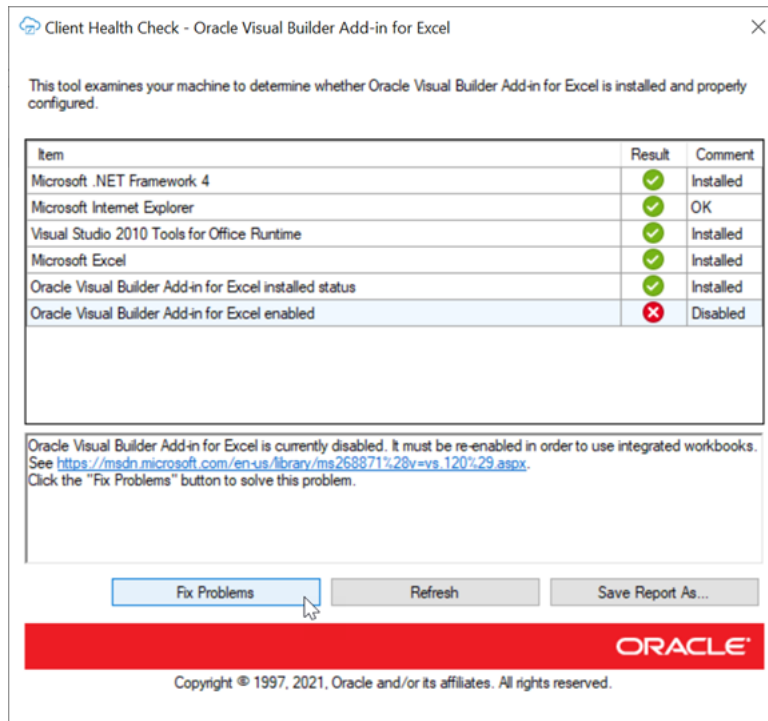 Client Health Check - Oracle Visual Builder Add-in for Excel
This tool examines your machine to determine whether Oracle Visual Builder Add-in for Excel is installed and properly
configured.
Item Result Comment
Microsoft .NET Framework 4 Installed
Microsoft Internet Explorer OK
Visual Studio 2010 Tools for Office Runtime Installed
Microsoft Excel Installed
Oracle Visual Builder Add-in for Excel installed status Installed
Oracle Visual Builder Add-in for Excel enabled Disabled
Oracle Visual Builder Add-in for Excel is currently disabled. It must be re-enabled in order to use integrated workbooks.
See https://msdn.microsoft.com/en-us/library/ms268871%28v=vs.120%29.aspx.
Click the "Fix Problems" button to solve this problem.
Fix Problems Refresh Save Report As...
ORACLE
Copyright © 1997, 2021, Oracle and/or its affiliates. All rights reserved.